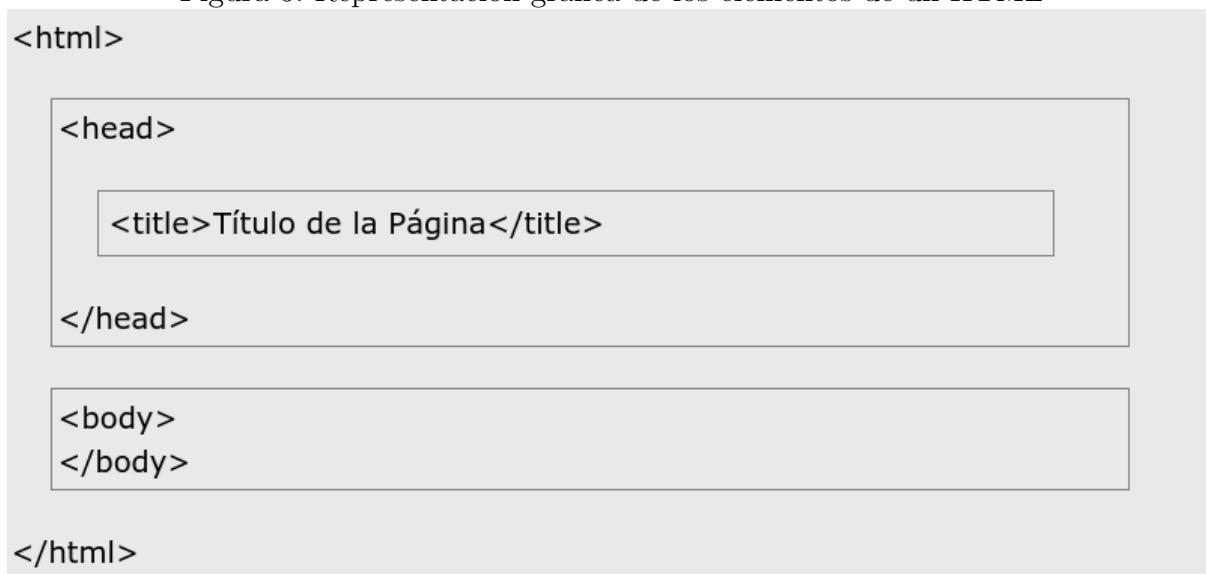 <html>
<head>
<title>Título de la Página</title>
</head>
<body>
</body>
</html>